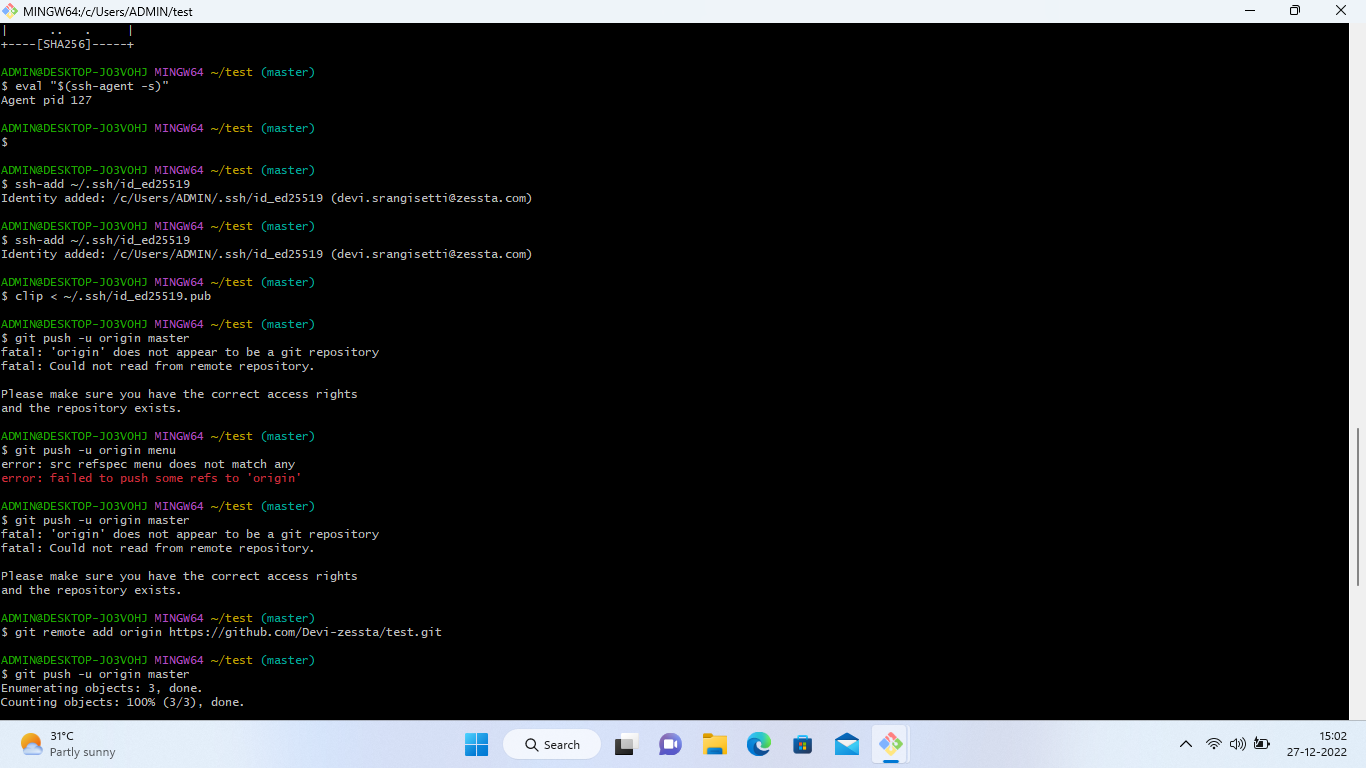 MINGW64:/c/Users/ADMIN/test
|      ..   .     |
+----[SHA256]-----+
ADMIN@DESKTOP-JO3VOHJ MINGW64 ~/test (master)
$ eval "$(ssh-agent -s)"
Agent pid 127
ADMIN@DESKTOP-JO3VOHJ MINGW64 ~/test (master)
$
ADMIN@DESKTOP-JO3VOHJ MINGW64 ~/test (master)
$ ssh-add ~/.ssh/id_ed25519
Identity added: /c/Users/ADMIN/.ssh/id_ed25519 (devi.srangisetti@zessta.com)
ADMIN@DESKTOP-JO3VOHJ MINGW64 ~/test (master)
$ ssh-add ~/.ssh/id_ed25519
Identity added: /c/Users/ADMIN/.ssh/id_ed25519 (devi.srangisetti@zessta.com)
ADMIN@DESKTOP-JO3VOHJ MINGW64 ~/test (master)
$ clip < ~/.ssh/id_ed25519.pub
ADMIN@DESKTOP-JO3VOHJ MINGW64 ~/test (master)
$ git push -u origin master
fatal: 'origin' does not appear to be a git repository
fatal: Could not read from remote repository.
Please make sure you have the correct access rights
and the repository exists.
ADMIN@DESKTOP-JO3VOHJ MINGW64 ~/test (master)
$ git push -u origin menu
error: src refspec menu does not match any
error: failed to push some refs to 'origin'
ADMIN@DESKTOP-JO3VOHJ MINGW64 ~/test (master)
$ git push -u origin master
fatal: 'origin' does not appear to be a git repository
fatal: Could not read from remote repository.
Please make sure you have the correct access rights
and the repository exists.
ADMIN@DESKTOP-JO3VOHJ MINGW64 ~/test (master)
$ git remote add origin https://github.com/Devi-zessta/test.git
ADMIN@DESKTOP-JO3VOHJ MINGW64 ~/test (master)
$ git push -u origin master
Enumerating objects: 3, done.
Counting objects: 100% (3/3), done.
31°C
Partly sunny
Search
15:02
27-12-2022